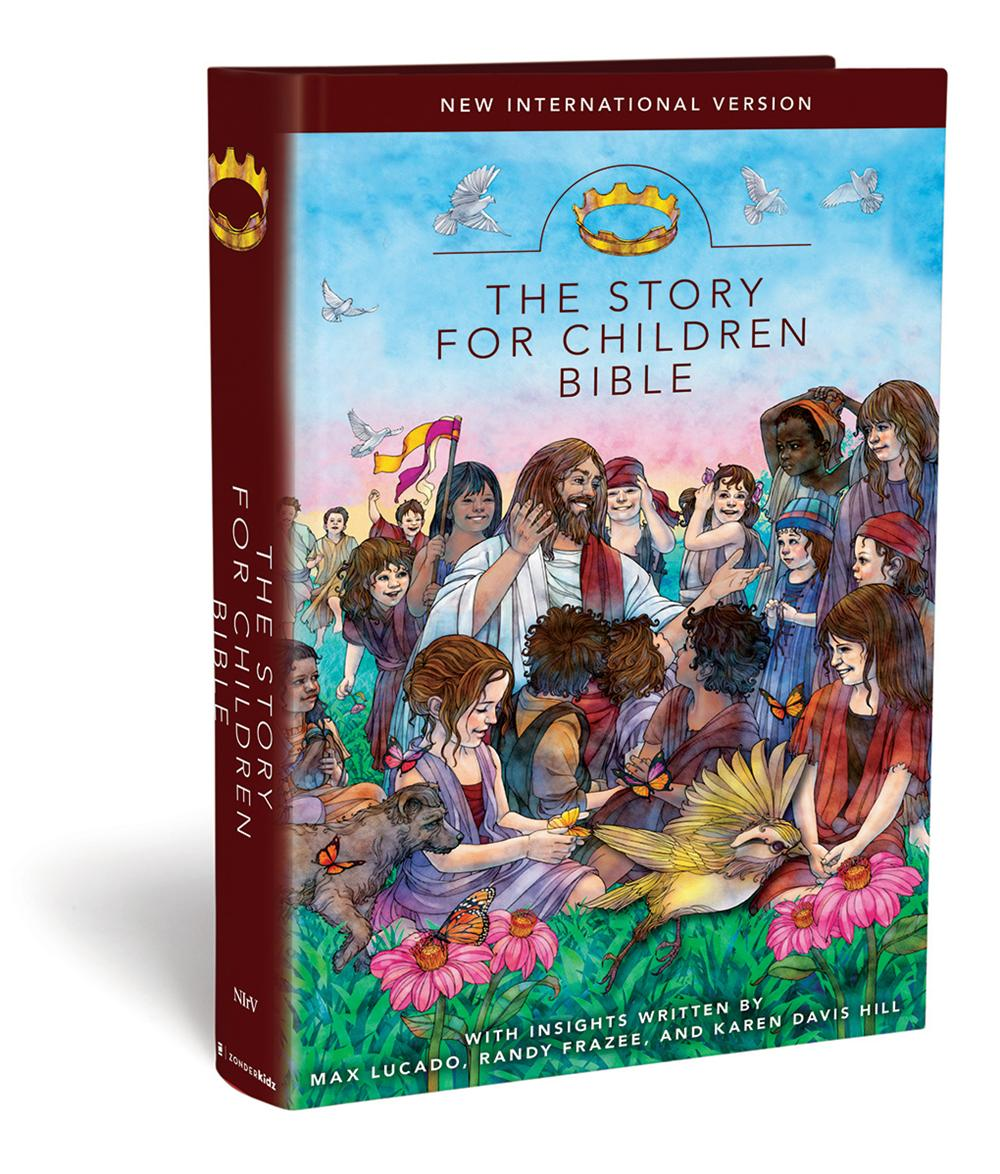 NEW INTERNATIONAL VERSION
THE STORY
FOR CHILDREN
BIBLE
WITH INSIGHTS WRITTEN BY
MAX LUCADO, RANDY FRAZEE, AND KAREN DAVIS HILL
THE STORY
FOR CHILDREN
BIBLE
NIrV
ZONDERkidz